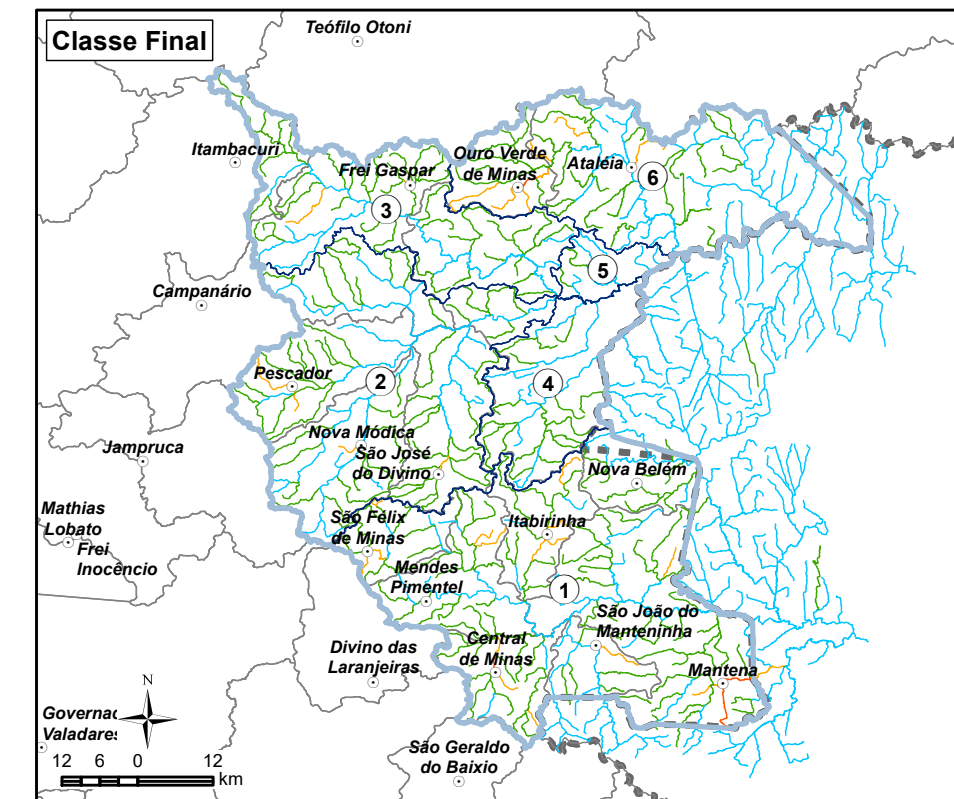 Classe Final
Teófilo Otoni
Itambacuri
Frei Gaspar
Ouro Verde
de Minas
Ataléia
6
3
5
Campanário
Pescador
2
4
Nova Módica
São José
do Divino
Jampruca
Nova Belém
Mathias
Lobato
Frei
Inocêncio
São Félix
de Minas
Itabirinha
Mendes
Pimentel
1
São João do
Manteninha
Divino das
Laranjeiras
Central
de Minas
Mantena
N
Governad
Valadares
São Geraldo
do Baixio
12 6 0 12
km